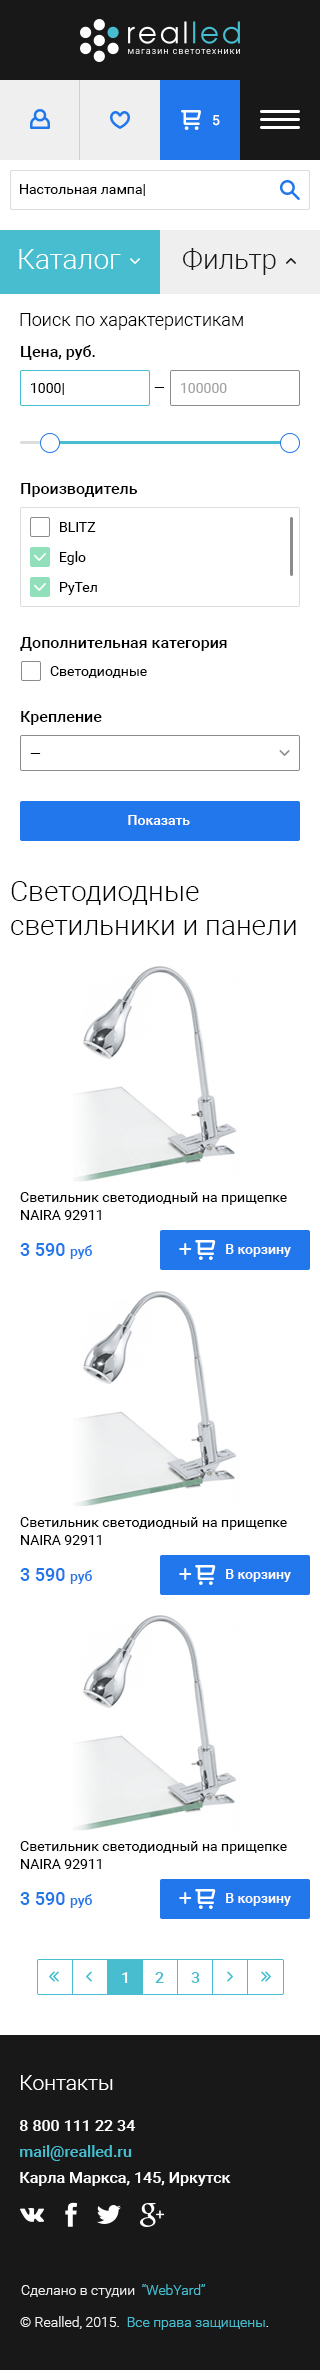 realled
магазин светотехники
5
Настольная лампа|
Каталог Фильтр
Поиск по характеристикам
Цена, руб.
1000| — 100000
Производитель
BLITZ
Eglo
РуТел
Дополнительная категория
Светодиодные
Крепление
—
Показать
Светодиодные
светильники и панели
Светильник светодиодный на прищепке
NAIRA 92911
3 590 руб + В корзину
Светильник светодиодный на прищепке
NAIRA 92911
3 590 руб + В корзину
Светильник светодиодный на прищепке
NAIRA 92911
3 590 руб + В корзину
« ‹ 1 2 3 › »
Контакты
8 800 111 22 34
mail@realled.ru
Карла Маркса, 145, Иркутск
Сделано в студии "WebYard"
© Realled, 2015. Все права защищены.